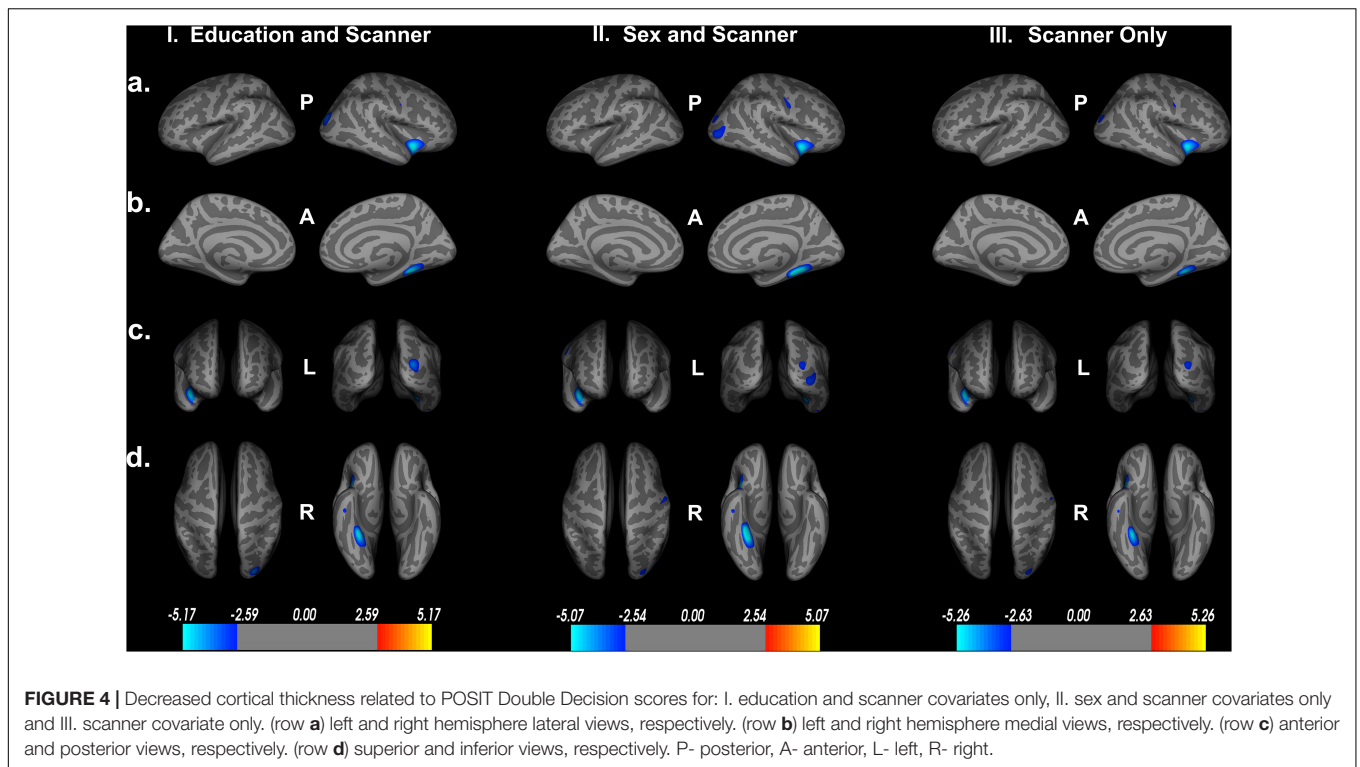 I. Education and Scanner II. Sex and Scanner III. Scanner Only
a. P P P
b. A A A
c. L L L
d. R R R
-5.17 -2.59 0.00 2.59 5.17 -5.07 -2.54 0.00 2.54 5.07 -5.26 -2.63 0.00 2.63 5.26
FIGURE 4 | Decreased cortical thickness related to POSIT Double Decision scores for: I. education and scanner covariates only, II. sex and scanner covariates only
and III. scanner covariate only. (row a) left and right hemisphere lateral views, respectively. (row b) left and right hemisphere medial views, respectively. (row c) anterior
and posterior views, respectively. (row d) superior and inferior views, respectively. P- posterior, A- anterior, L- left, R- right.